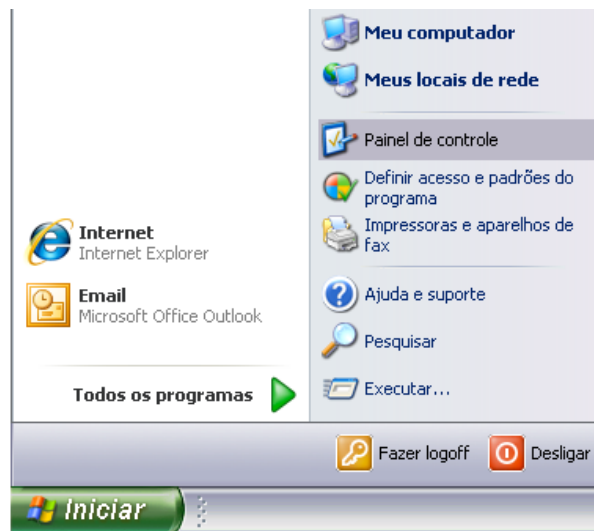 Meu computador
Meus locais de rede
Painel de controle
Definir acesso e padrões do
programa
Impressoras e aparelhos de
fax
Ajuda e suporte
Pesquisar
Executar...
Internet
Internet Explorer
Email
Microsoft Office Outlook
Todos os programas
Fazer logoff
Desligar
Iniciar